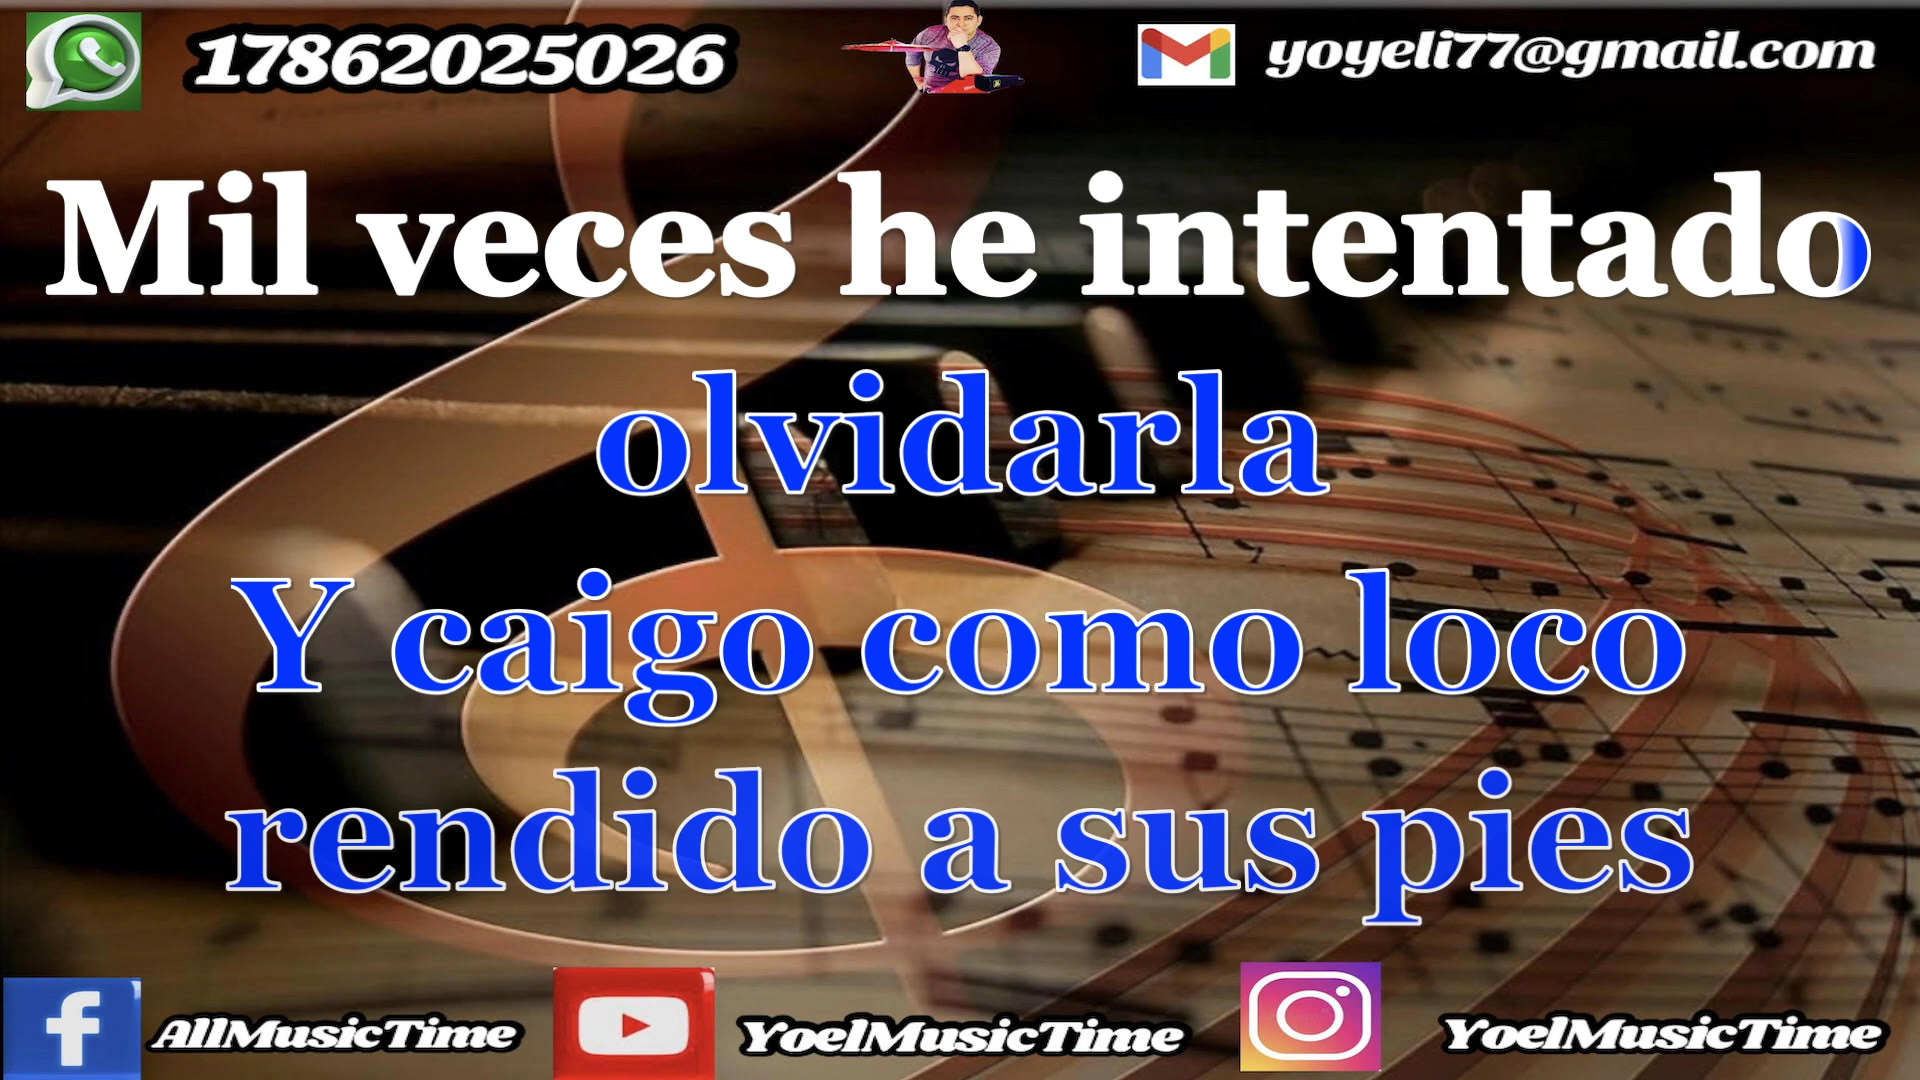 17862025026
yoyeli77@gmail.com
Mil veces he intentado
olvidarla
Y caigo como loco
rendido a sus pies
AllMusicTime
YoelMusicTime
YoelMusicTime